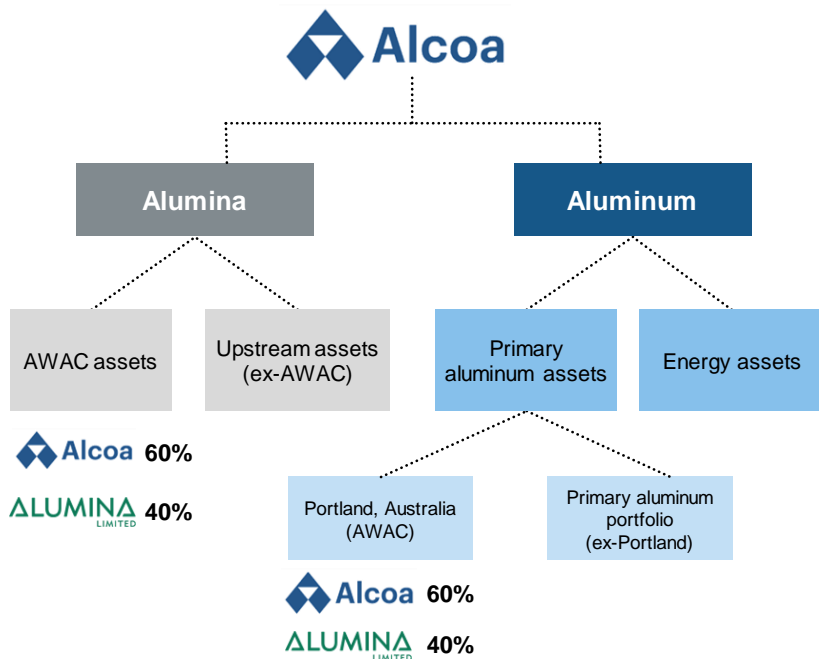 Alcoa
Alumina
Aluminum
AWAC assets
Upstream assets
(ex-AWAC)
Primary
aluminum assets
Energy assets
Alcoa 60%
ALUMINA
LIMITED
40%
Portland, Australia
(AWAC)
Primary aluminum
portfolio
(ex-Portland)
Alcoa 60%
ALUMINA
LIMITED
40%